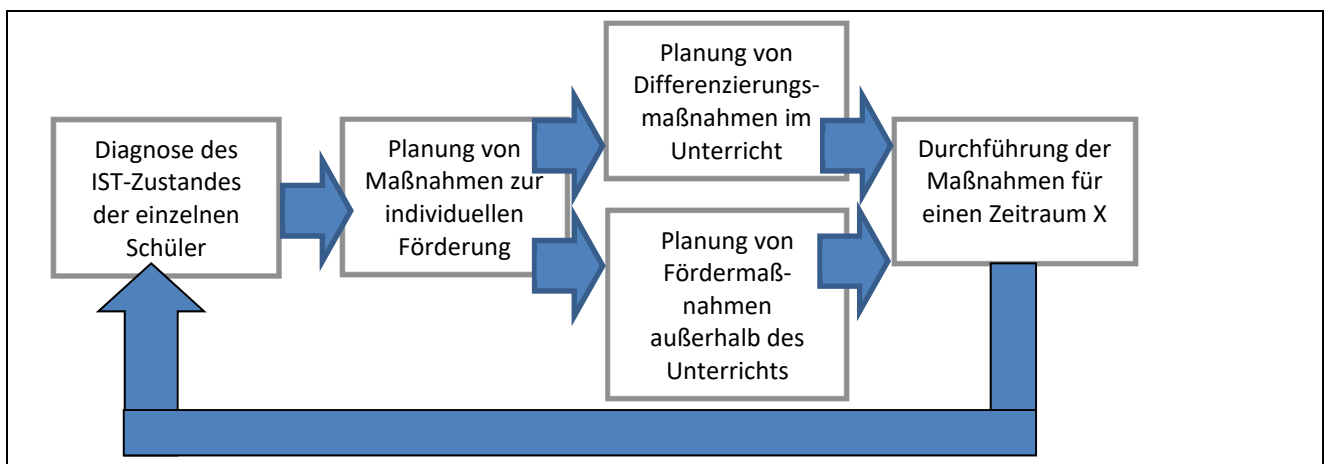 Diagnose des
IST-Zustandes
der einzelnen
Schüler
Planung von
Maßnahmen zur
individuellen
Förderung
Planung von
Differenzierungs-
maßnahmen im
Unterricht
Planung von
Fördermaß-
nahmen
außerhalb des
Unterrichts
Durchführung der
Maßnahmen für
einen Zeitraum X